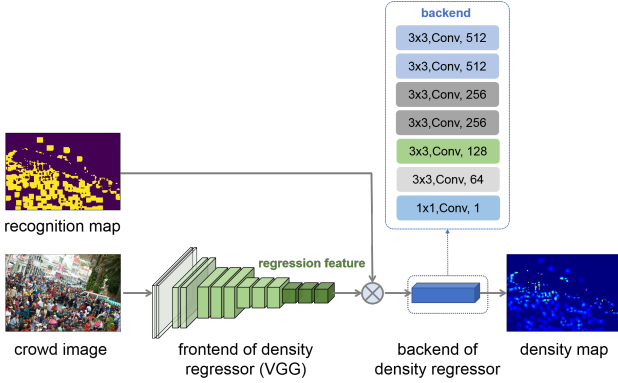 backend
3x3,Conv, 512
3x3,Conv, 512
3x3,Conv, 256
3x3,Conv, 256
3x3,Conv, 128
3x3,Conv, 64
1x1,Conv, 1
recognition map
regression feature
crowd image
frontend of density
regressor (VGG)
backend of
density regressor
density map